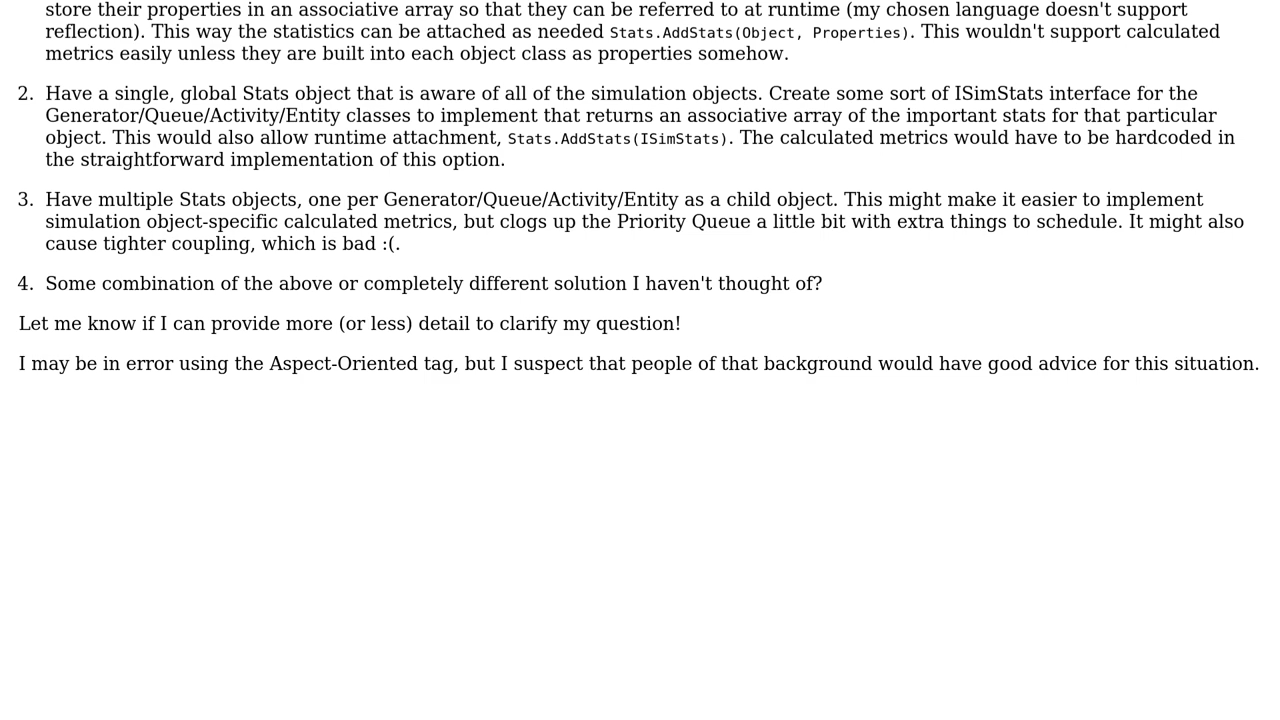 store their properties in an associative array so that they can be referred to at runtime (my chosen language doesn't support
reflection). This way the statistics can be attached as needed Stats.AddStats(Object, Properties). This wouldn't support calculated
metrics easily unless they are built into each object class as properties somehow.
2. Have a single, global Stats object that is aware of all of the simulation objects. Create some sort of ISimStats interface for the
Generator/Queue/Activity/Entity classes to implement that returns an associative array of the important stats for that particular
object. This would also allow runtime attachment, Stats.AddStats(ISimStats). The calculated metrics would have to be hardcoded in
the straightforward implementation of this option.
3. Have multiple Stats objects, one per Generator/Queue/Activity/Entity as a child object. This might make it easier to implement
simulation object-specific calculated metrics, but clogs up the Priority Queue a little bit with extra things to schedule. It might also
cause tighter coupling, which is bad :(.
4. Some combination of the above or completely different solution I haven't thought of?
Let me know if I can provide more (or less) detail to clarify my question!
I may be in error using the Aspect-Oriented tag, but I suspect that people of that background would have good advice for this situation.